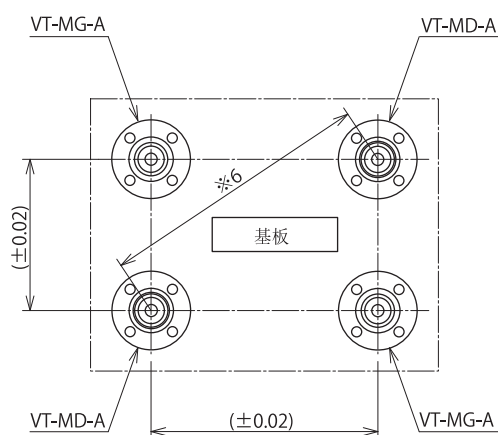 VT-MG-A
VT-MD-A
※6
(±0.02)
基板
VT-MD-A
(±0.02)
VT-MG-A